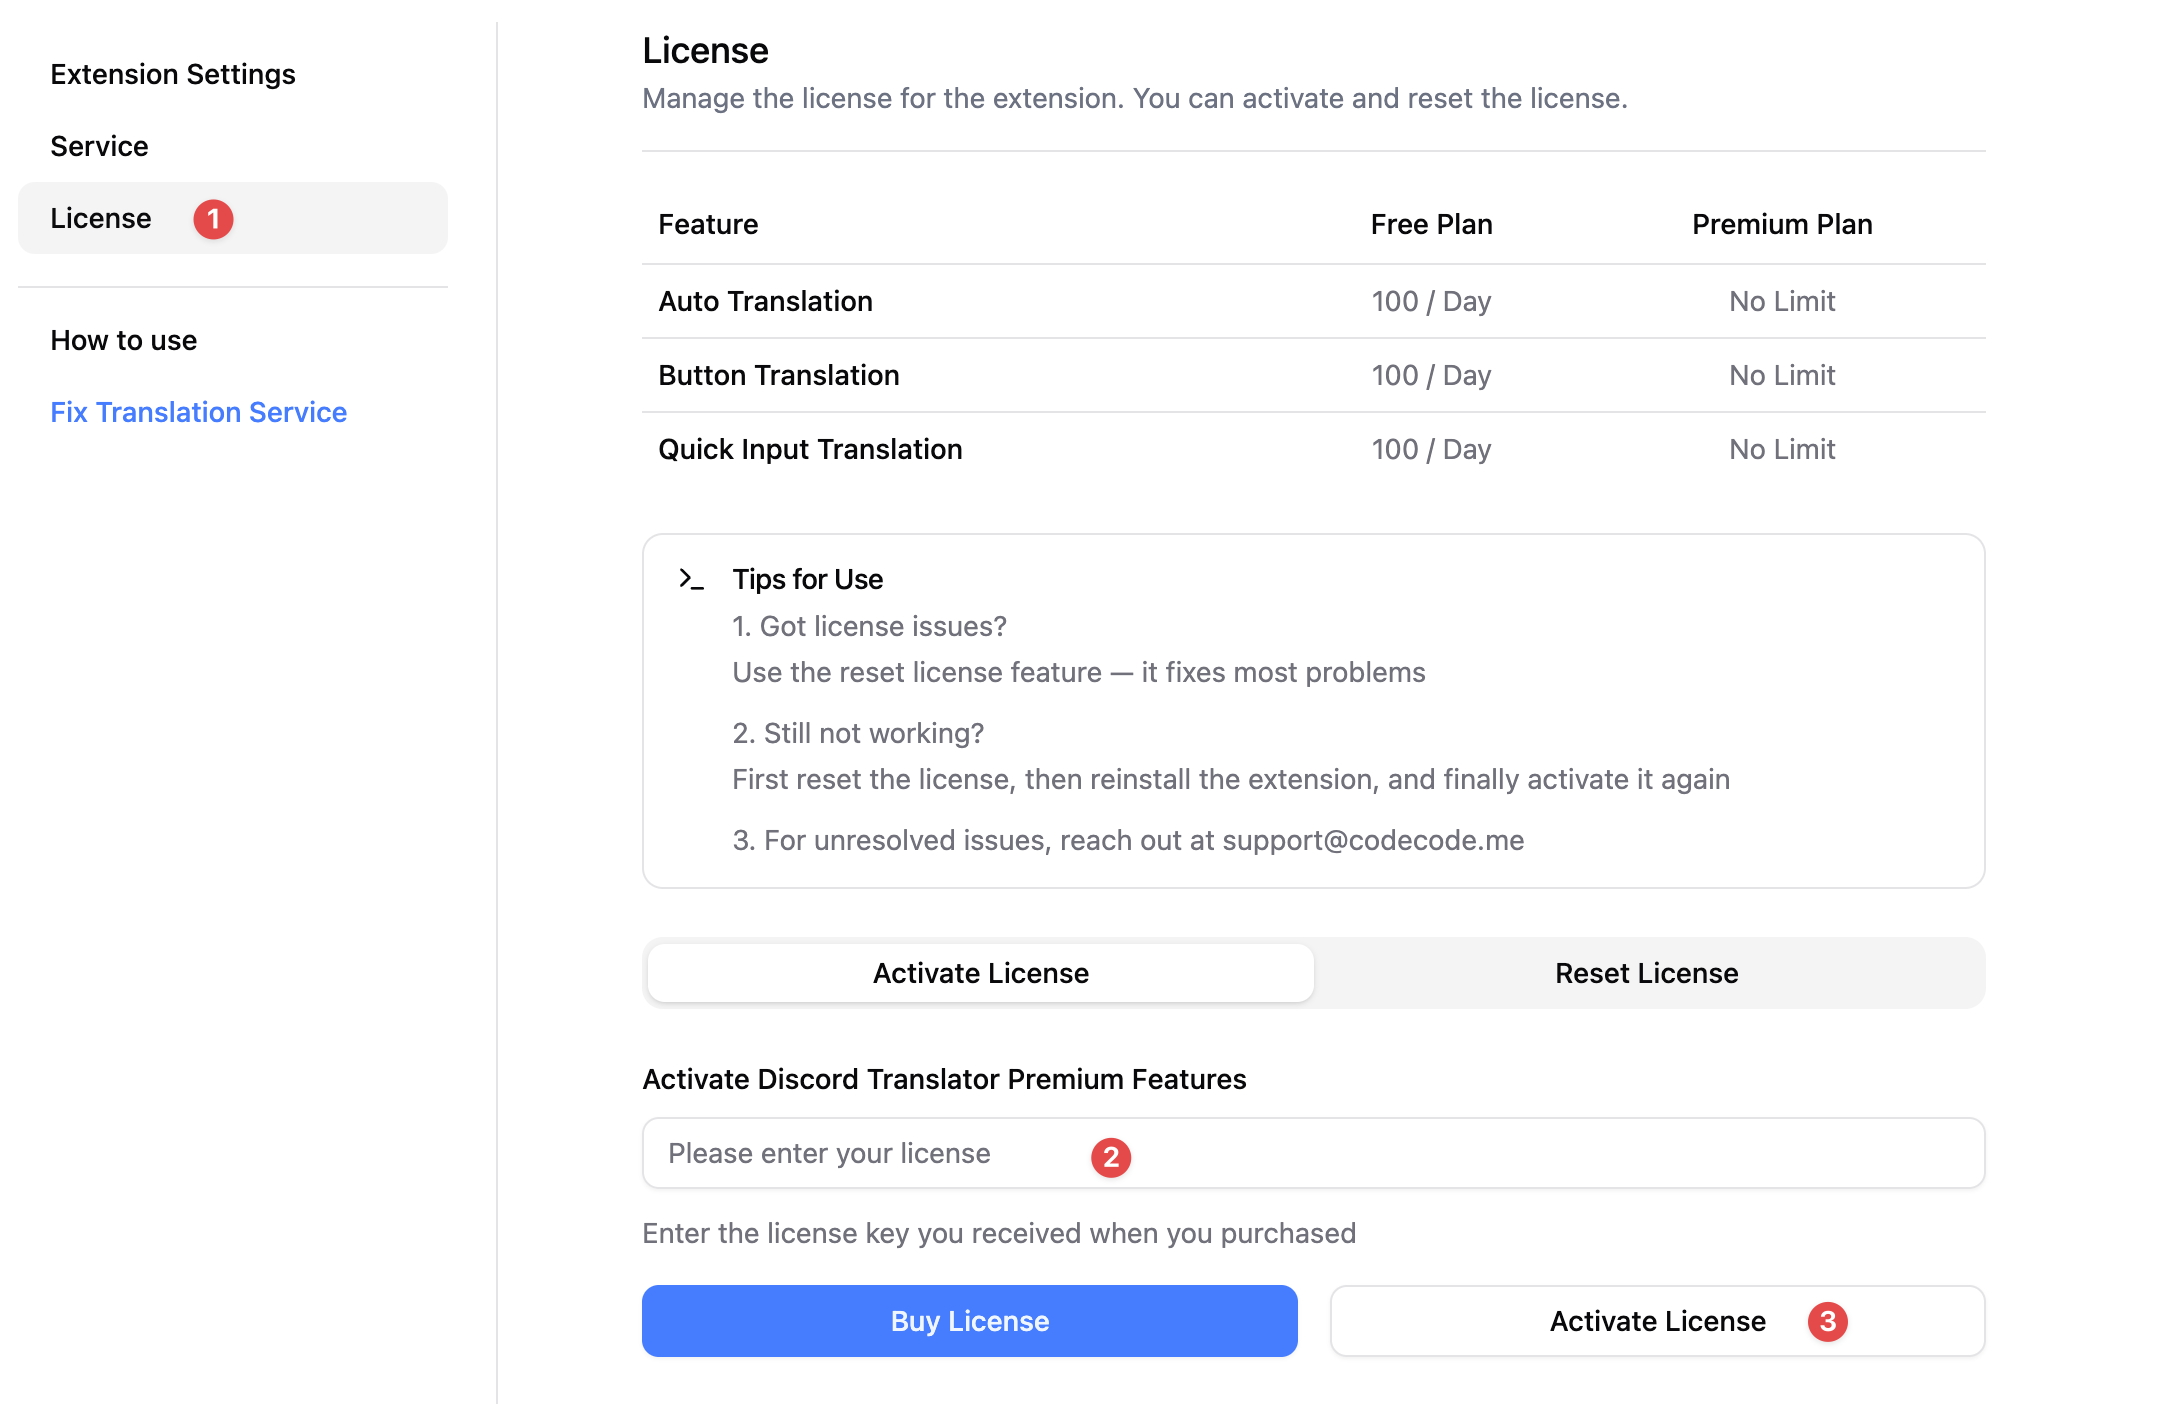 Extension Settings
Service
License 1
How to use
Fix Translation Service
License
Manage the license for the extension. You can activate and reset the license.
Feature Free Plan Premium Plan
Auto Translation 100 / Day No Limit
Button Translation 100 / Day No Limit
Quick Input Translation 100 / Day No Limit
>_ Tips for Use
1. Got license issues?
Use the reset license feature — it fixes most problems
2. Still not working?
First reset the license, then reinstall the extension, and finally activate it again
3. For unresolved issues, reach out at support@codecode.me
Activate License Reset License
Activate Discord Translator Premium Features
Please enter your license 2
Enter the license key you received when you purchased
Buy License Activate License 3